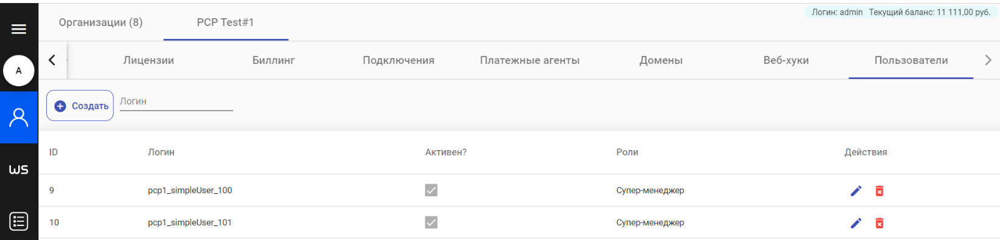 Логин: admin Текущий баланс: 11 111,00 руб.
Организации (8) PCP Test#1
Лицензии Биллинг Подключения Платежные агенты Домены Веб-хуки Пользователи
A
Создать Логин
ID Логин Активен? Роли Действия
WS
9 pcp1_simpleUser_100 Супер-менеджер
10 pcp1_simpleUser_101 Супер-менеджер